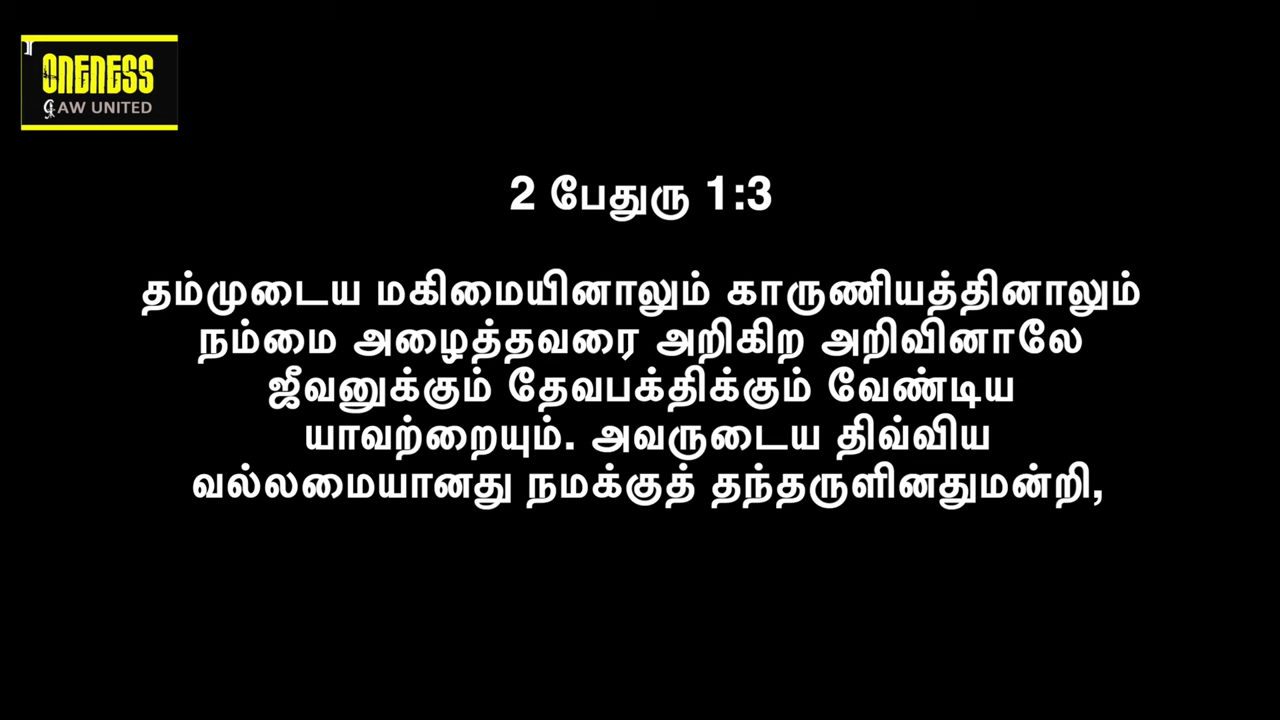 ONENESS
AW UNITED
2 பேதுரு 1:3
தம்முடைய மகிமையினாலும் காருணியத்தினாலும்
நம்மை அழைத்தவரை அறிகிற அறிவினாலே
ஜீவனுக்கும் தேவபக்திக்கும் வேண்டிய
யாவற்றையும். அவருடைய திவ்விய
வல்லமையானது நமக்குத் தந்தருளினதுமன்றி,